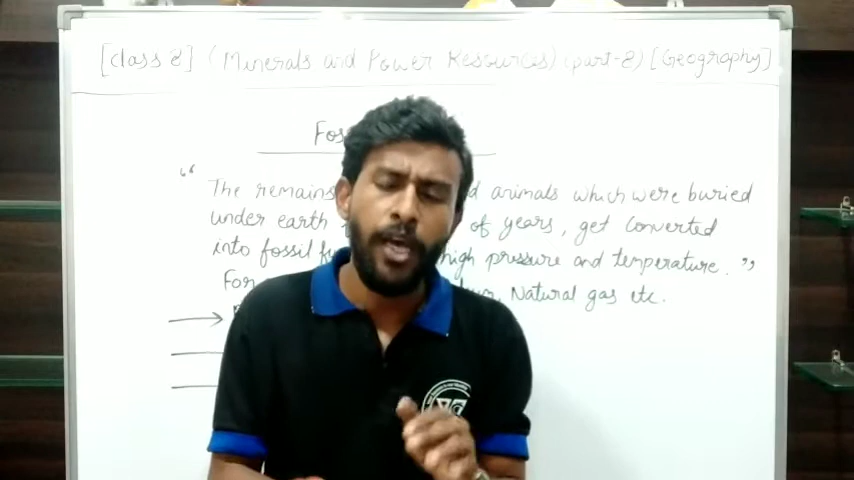 [class 8] (Minerals and Power Resources) (part-2) [Geography]
Fos
"The remains d animals which were buried
under earth of years, get converted
into fossil high pressure and temperature."
For Natural gas etc.